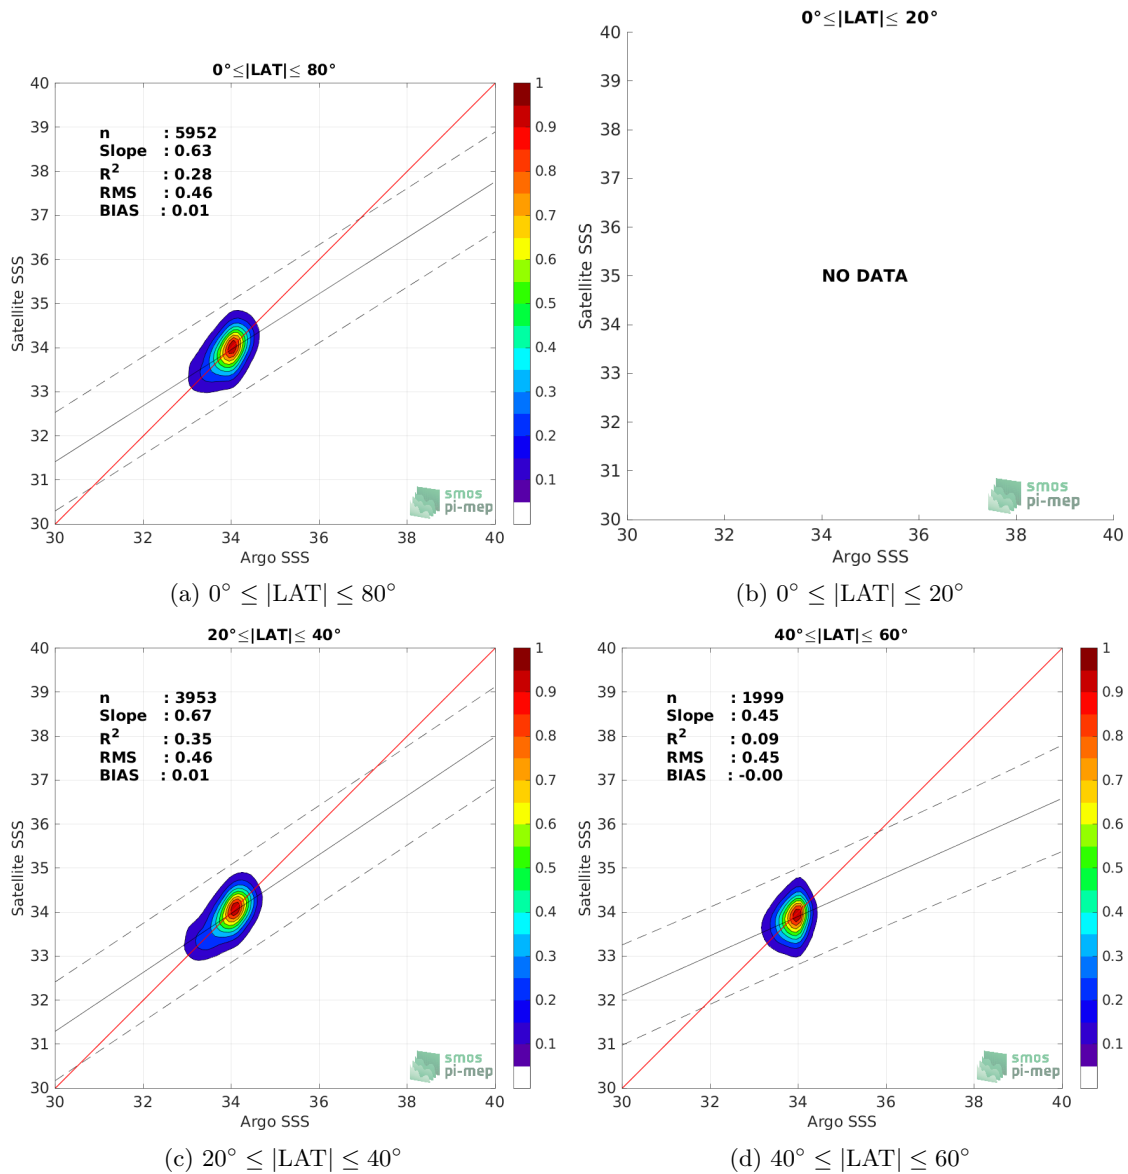 0°≤|LAT|≤ 80°
40
39
38
37
36
35
34
33
32
31
30
Satellite SSS
n : 5952
Slope : 0.63
R² : 0.28
RMS : 0.46
BIAS : 0.01
smos
pi-mep
30 32 34 36 38 40
Argo SSS
1
0.9
0.8
0.7
0.6
0.5
0.4
0.3
0.2
0.1
(a) 0° ≤ |LAT| ≤ 80°
0°≤|LAT|≤ 20°
40
39
38
37
36
35
34
33
32
31
30
Satellite SSS
NO DATA
smos
pi-mep
30 32 34 36 38 40
Argo SSS
(b) 0° ≤ |LAT| ≤ 20°
20°≤|LAT|≤ 40°
40
39
38
37
36
35
34
33
32
31
30
Satellite SSS
n : 3953
Slope : 0.67
R² : 0.35
RMS : 0.46
BIAS : 0.01
smos
pi-mep
30 32 34 36 38 40
Argo SSS
1
0.9
0.8
0.7
0.6
0.5
0.4
0.3
0.2
0.1
(c) 20° ≤ |LAT| ≤ 40°
40°≤|LAT|≤ 60°
40
39
38
37
36
35
34
33
32
31
30
Satellite SSS
n : 1999
Slope : 0.45
R² : 0.09
RMS : 0.45
BIAS : -0.00
smos
pi-mep
30 32 34 36 38 40
Argo SSS
1
0.9
0.8
0.7
0.6
0.5
0.4
0.3
0.2
0.1
(d) 40° ≤ |LAT| ≤ 60°